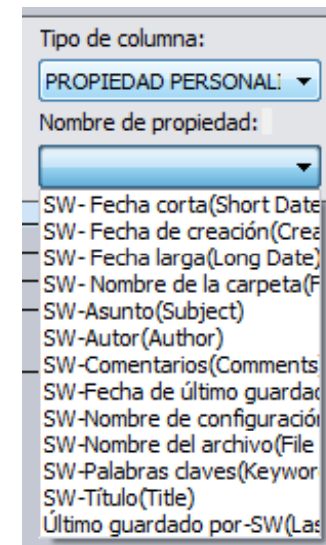 Tipo de columna:
PROPIEDAD PERSONALI
Nombre de propiedad:
SW- Fecha corta(Short Date
SW- Fecha de creación(Crea
SW- Fecha larga(Long Date)
SW- Nombre de la carpeta(F
SW-Asunto(Subject)
SW-Autor(Author)
SW-Comentarios(Comments
SW-Fecha de último guardad
SW-Nombre de configuración
SW-Nombre del archivo(File
SW-Palabras claves(Keywor
SW-Título(Title)
Último guardado por-SW(Las